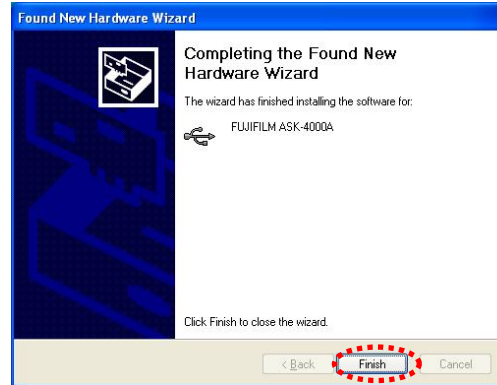 Found New Hardware Wizard
Completing the Found New
Hardware Wizard
The wizard has finished installing the software for:
FUJIFILM ASK-4000A
Click Finish to close the wizard.
< Back
Finish
Cancel